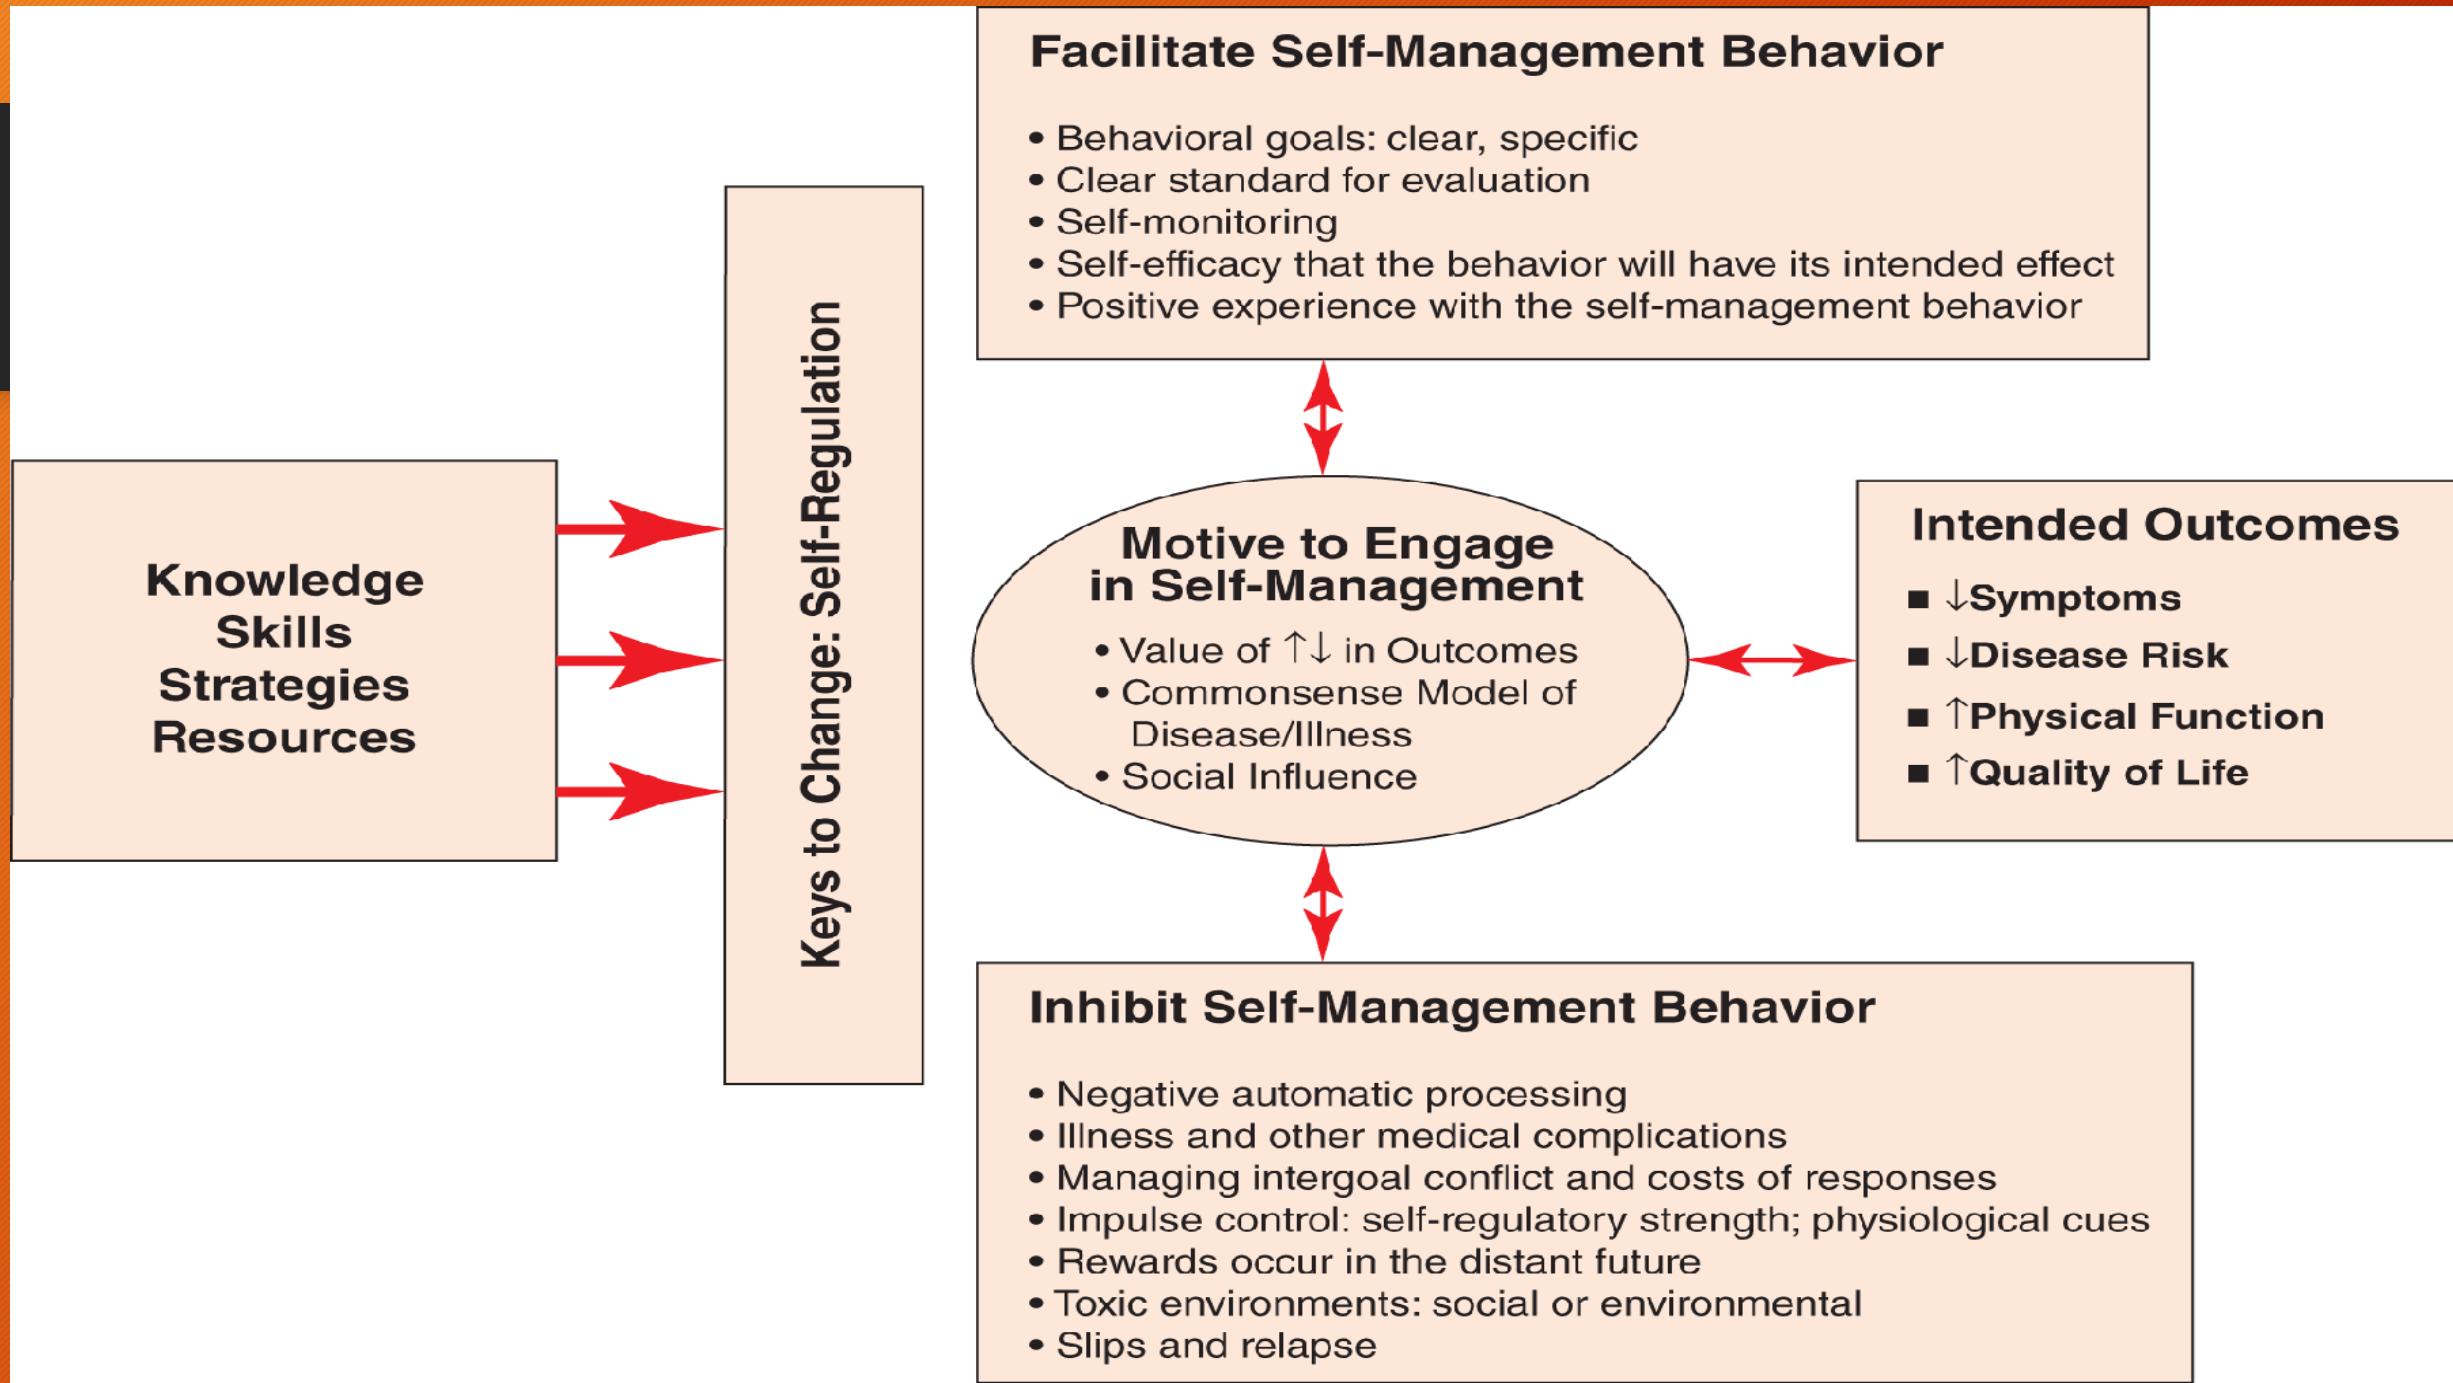 Knowledge
Skills
Strategies
Resources
Keys to Change: Self-Regulation
Facilitate Self-Management Behavior
• Behavioral goals: clear, specific
• Clear standard for evaluation
• Self-monitoring
• Self-efficacy that the behavior will have its intended effect
• Positive experience with the self-management behavior
Motive to Engage
in Self-Management
• Value of ↑↓ in Outcomes
• Commonsense Model of
Disease/Illness
• Social Influence
Intended Outcomes
■ ↓Symptoms
■ ↓Disease Risk
■ ↑Physical Function
■ ↑Quality of Life
Inhibit Self-Management Behavior
• Negative automatic processing
• Illness and other medical complications
• Managing intergoal conflict and costs of responses
• Impulse control: self-regulatory strength; physiological cues
• Rewards occur in the distant future
• Toxic environments: social or environmental
• Slips and relapse